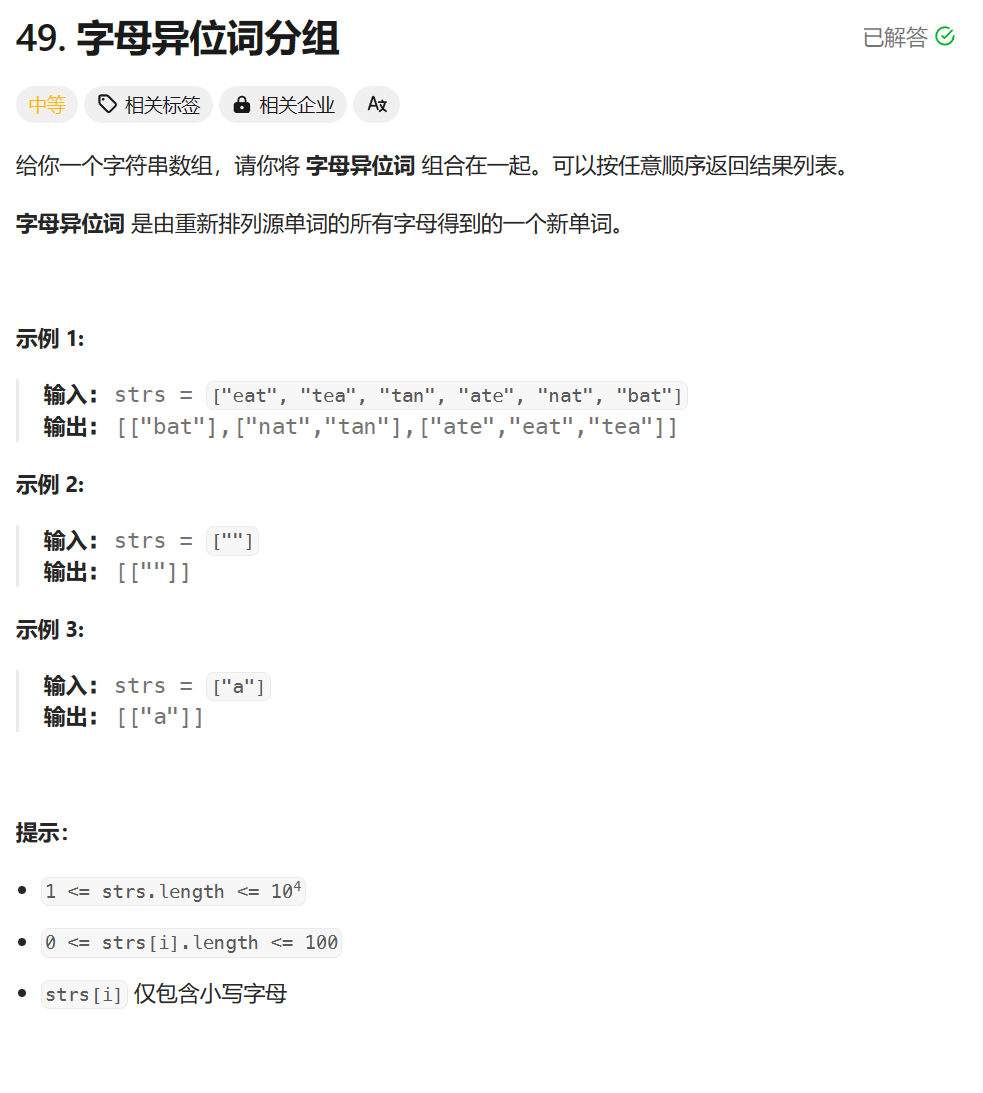 49. 字母异位词分组
已解答
中等 相关标签 相关企业 Aあ
给你一个字符串数组，请你将 字母异位词 组合在一起。可以按任意顺序返回结果列表。
字母异位词 是由重新排列源单词的所有字母得到的一个新单词。
示例 1:
输入: strs = ["eat", "tea", "tan", "ate", "nat", "bat"]
输出: [["bat"],["nat","tan"],["ate","eat","tea"]]
示例 2:
输入: strs = [""]
输出: [[""]]
示例 3:
输入: strs = ["a"]
输出: [["a"]]
提示：
1 <= strs.length <= 10⁴
0 <= strs[i].length <= 100
strs[i] 仅包含小写字母